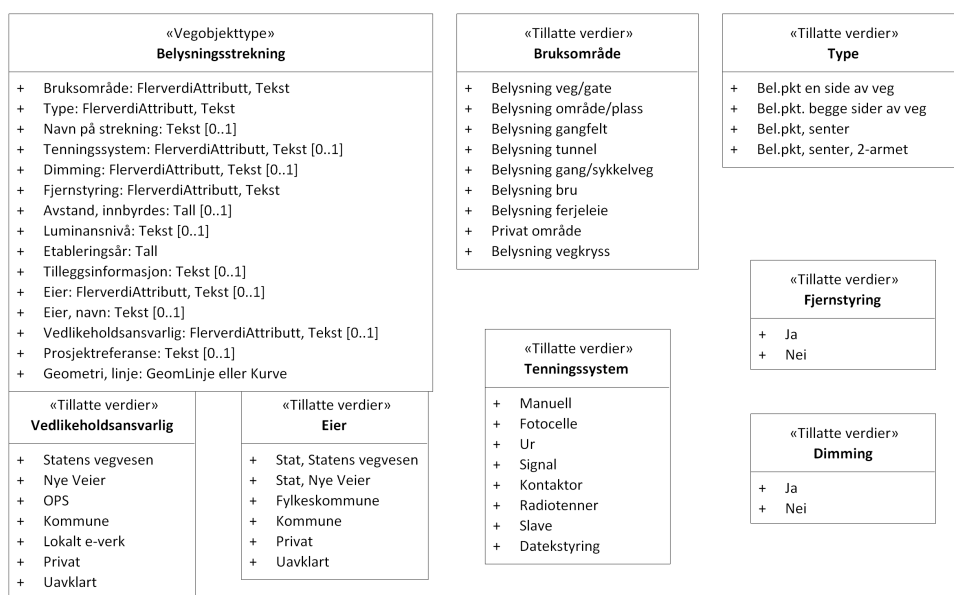 «Vegobjekttype»
Belysningsstrekning
+ Bruksområde: FlerverdiAttributt, Tekst
+ Type: FlerverdiAttributt, Tekst
+ Navn på strekning: Tekst [0..1]
+ Tenningssystem: FlerverdiAttributt, Tekst [0..1]
+ Dimming: FlerverdiAttributt, Tekst [0..1]
+ Fjernstyring: FlerverdiAttributt, Tekst
+ Avstand, innbyrdes: Tall [0..1]
+ Luminansnivå: Tekst [0..1]
+ Etableringsår: Tall
+ Tilleggsinformasjon: Tekst [0..1]
+ Eier: FlerverdiAttributt, Tekst [0..1]
+ Eier, navn: Tekst [0..1]
+ Vedlikeholdsansvarlig: FlerverdiAttributt, Tekst [0..1]
+ Prosjektreferanse: Tekst [0..1]
+ Geometri, linje: GeomLinje eller Kurve
«Tillatte verdier»
Bruksområde
+ Belysning veg/gate
+ Belysning område/plass
+ Belysning gangfelt
+ Belysning tunnel
+ Belysning gang/sykkelveg
+ Belysning bru
+ Belysning ferjeleie
+ Privat område
+ Belysning vegkryss
«Tillatte verdier»
Type
+ Bel.pkt en side av veg
+ Bel.pkt. begge sider av veg
+ Bel.pkt, senter
+ Bel.pkt, senter, 2-armet
«Tillatte verdier»
Fjernstyring
+ Ja
+ Nei
«Tillatte verdier»
Tenningssystem
+ Manuell
+ Fotocelle
+ Ur
+ Signal
+ Kontaktor
+ Radiotenner
+ Slave
+ Datekstyring
«Tillatte verdier»
Dimming
+ Ja
+ Nei
«Tillatte verdier»
Vedlikeholdsansvarlig
+ Statens vegvesen
+ Nye Veier
+ OPS
+ Kommune
+ Lokalt e-verk
+ Privat
+ Uavklart
«Tillatte verdier»
Eier
+ Stat, Statens vegvesen
+ Stat, Nye Veier
+ Fylkeskommune
+ Kommune
+ Privat
+ Uavklart